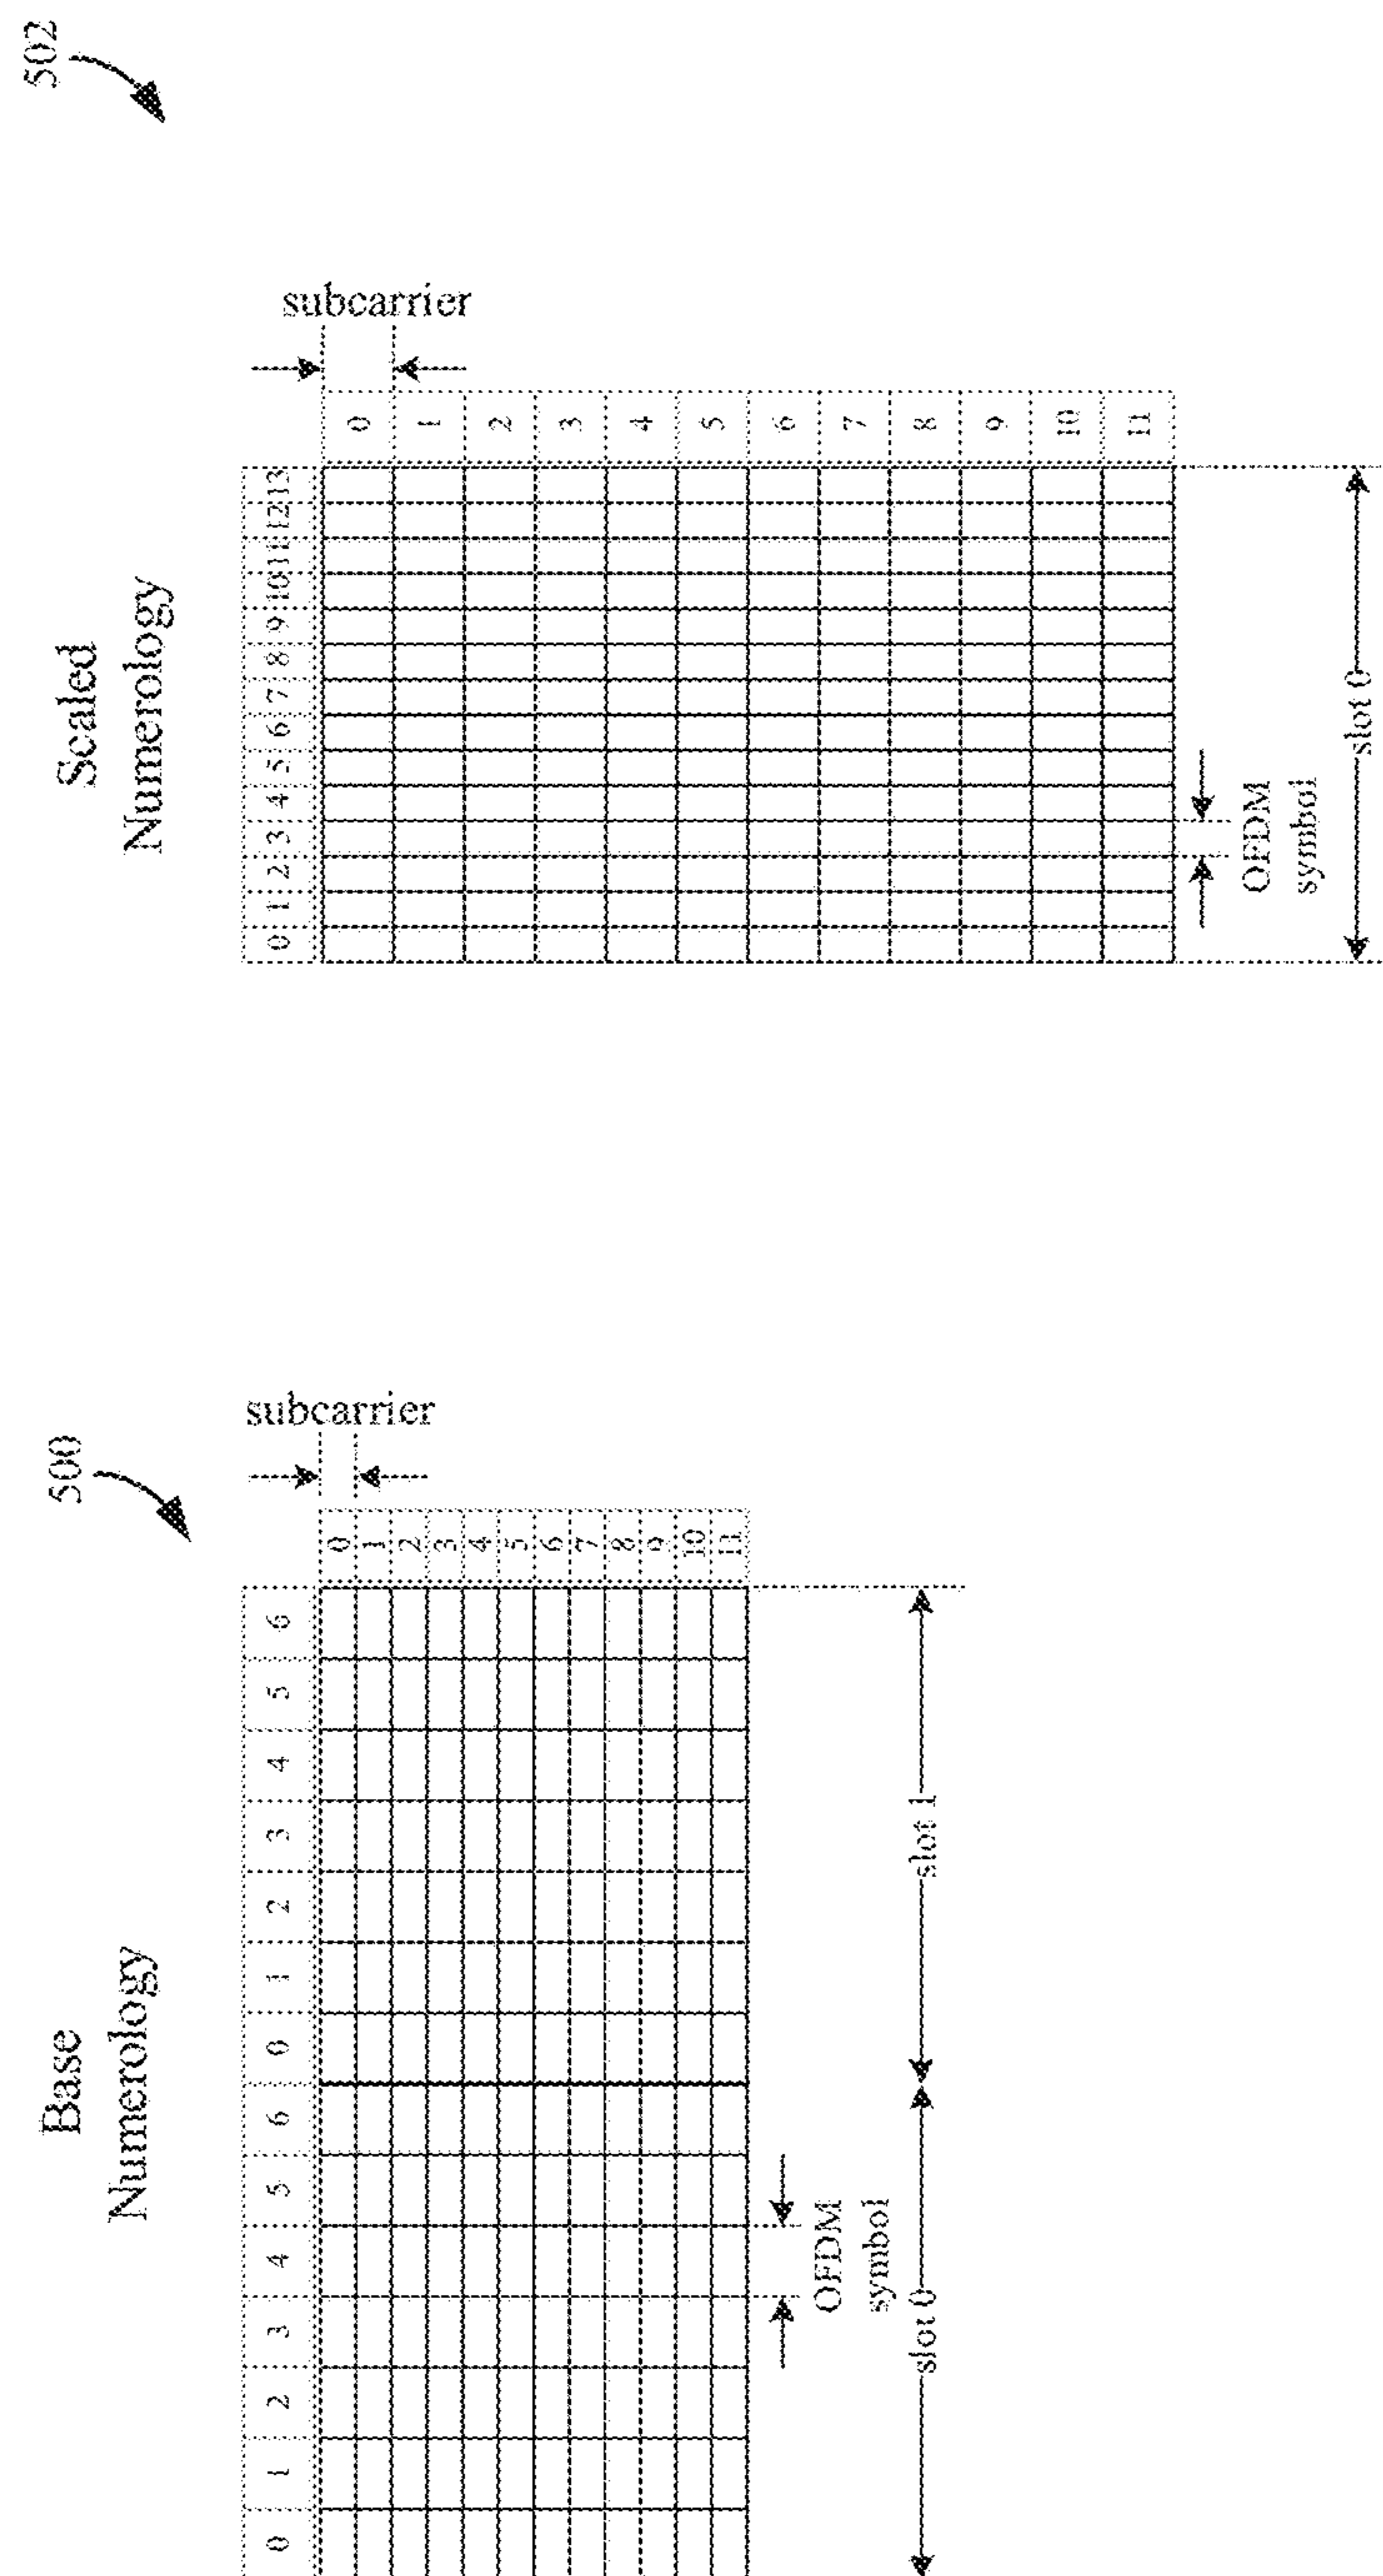 500
Base
Numerology
0 1 2 3 4 5 6 0 1 2 3 4 5 6
0
1
2
3
4
5
6
7
8
9
10
11
subcarrier
OFDM
symbol
slot 0
slot 1
502
Scaled
Numerology
0 1 2 3 4 5 6 7 8 9 10 11 12 13
0
1
2
3
4
5
6
7
8
9
10
11
subcarrier
OFDM
symbol
slot 0